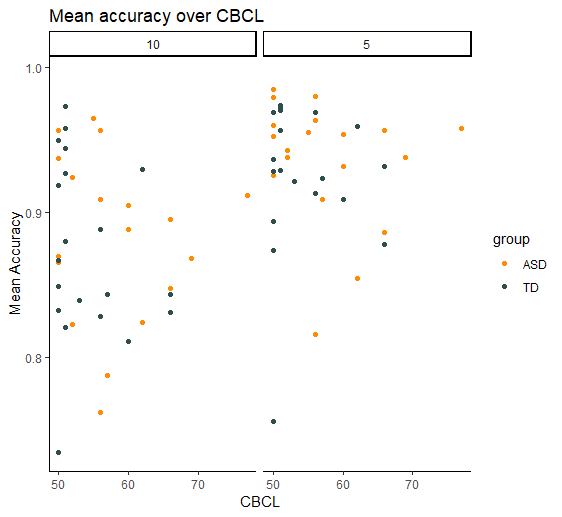 Mean accuracy over CBCL
10 5
1.0
0.9
0.8
Mean Accuracy
50 60 70 50 60 70
CBCL
group
ASD
TD